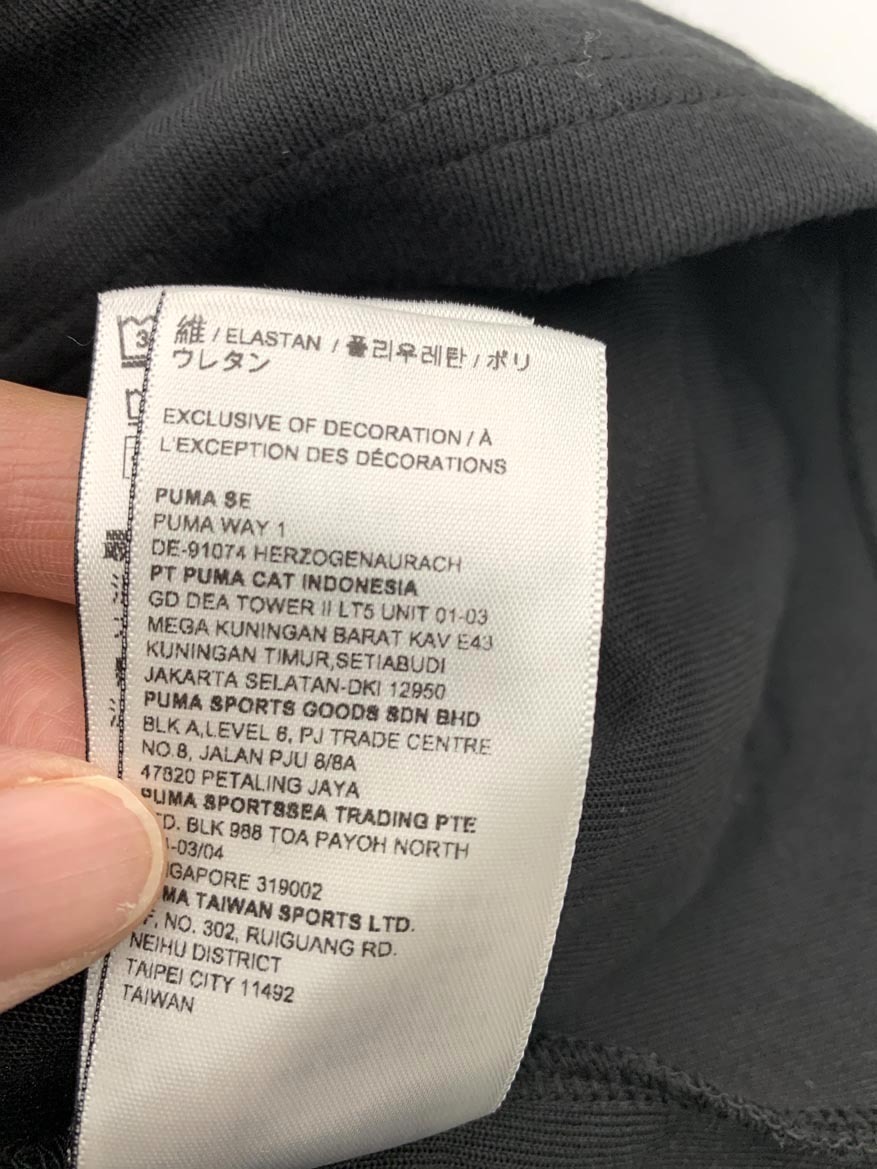 維 / ELASTAN / 폴리우레탄 / ポリ
ウレタン
EXCLUSIVE OF DECORATION / À
L'EXCEPTION DES DÉCORATIONS
PUMA SE
PUMA WAY 1
DE-91074 HERZOGENAURACH
PT PUMA CAT INDONESIA
GD DEA TOWER II LT5 UNIT 01-03
MEGA KUNINGAN BARAT KAV E43
KUNINGAN TIMUR,SETIABUDI
JAKARTA SELATAN-DKI 12950
PUMA SPORTS GOODS SDN BHD
BLK A,LEVEL 6, PJ TRADE CENTRE
NO.8, JALAN PJU 8/8A
47820 PETALING JAYA
PUMA SPORTSSEA TRADING PTE
TD. BLK 988 TOA PAYOH NORTH
-03/04
IGAPORE 319002
MA TAIWAN SPORTS LTD.
F, NO. 302, RUIGUANG RD.
NEIHU DISTRICT
TAIPEI CITY 11492
TAIWAN